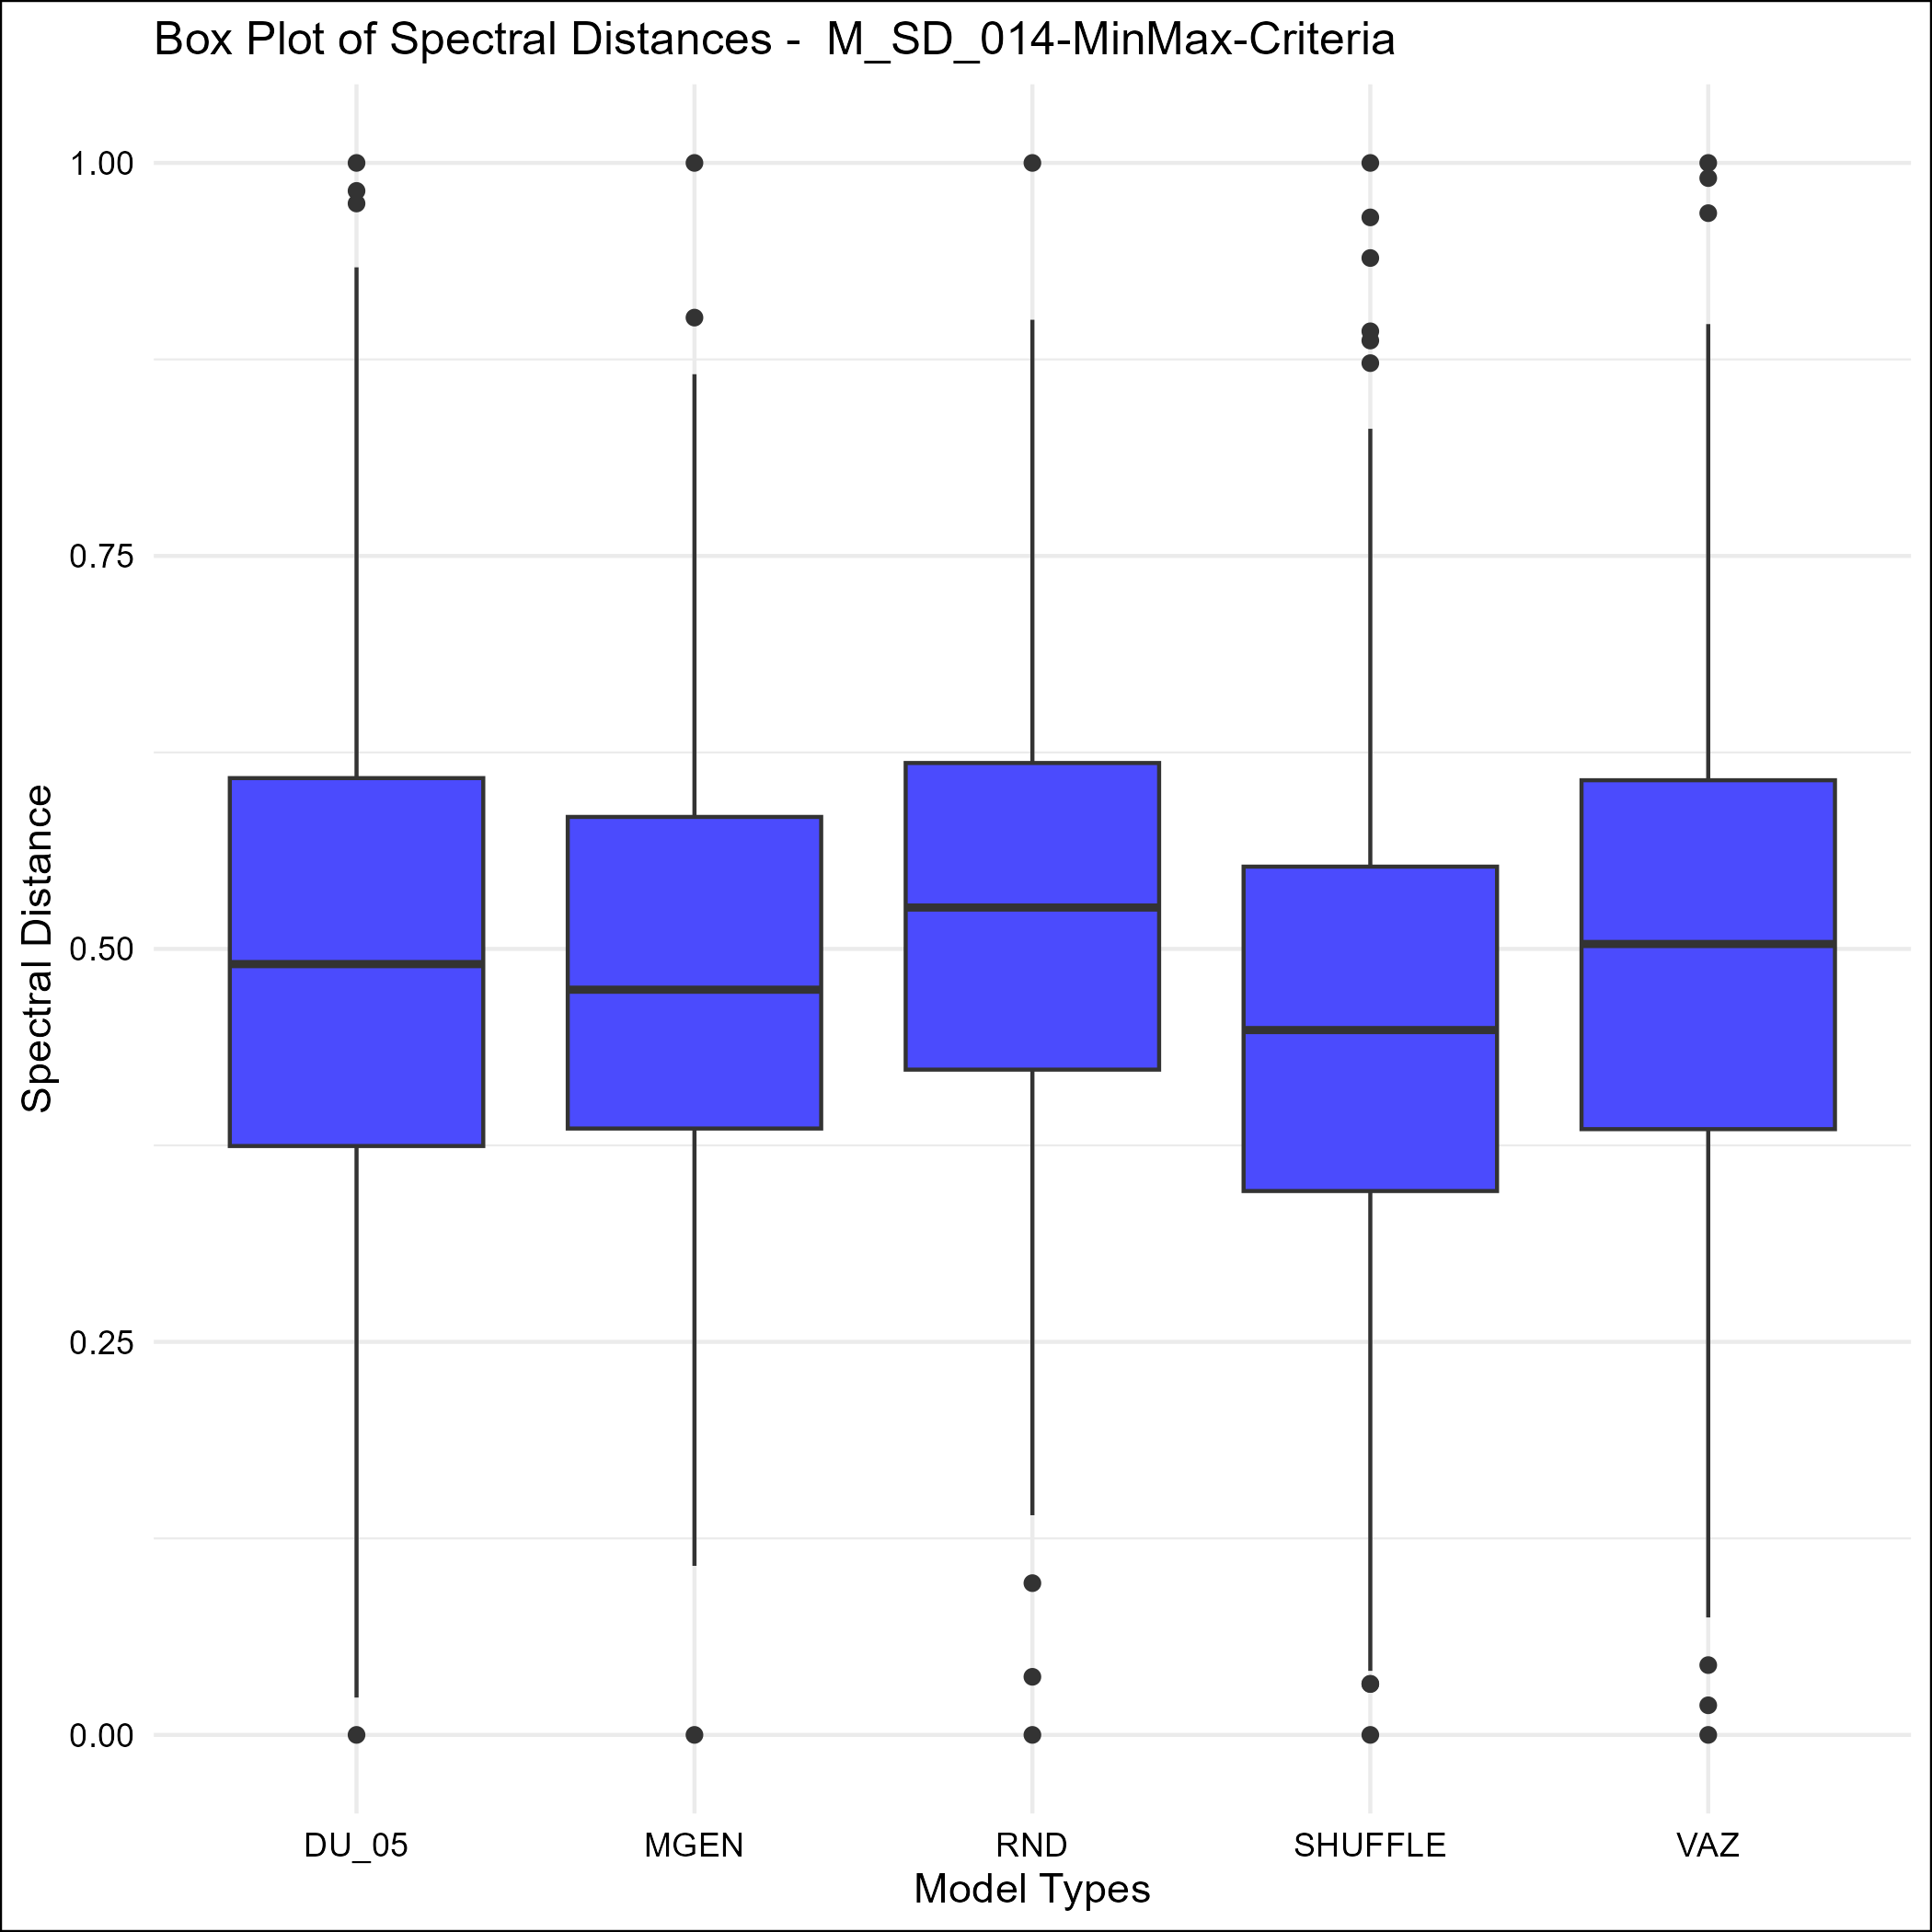 Box Plot of Spectral Distances -  M_SD_014-MinMax-Criteria
1.00
0.75
0.50
0.25
0.00
Spectral Distance
DU_05 MGEN RND SHUFFLE VAZ
Model Types